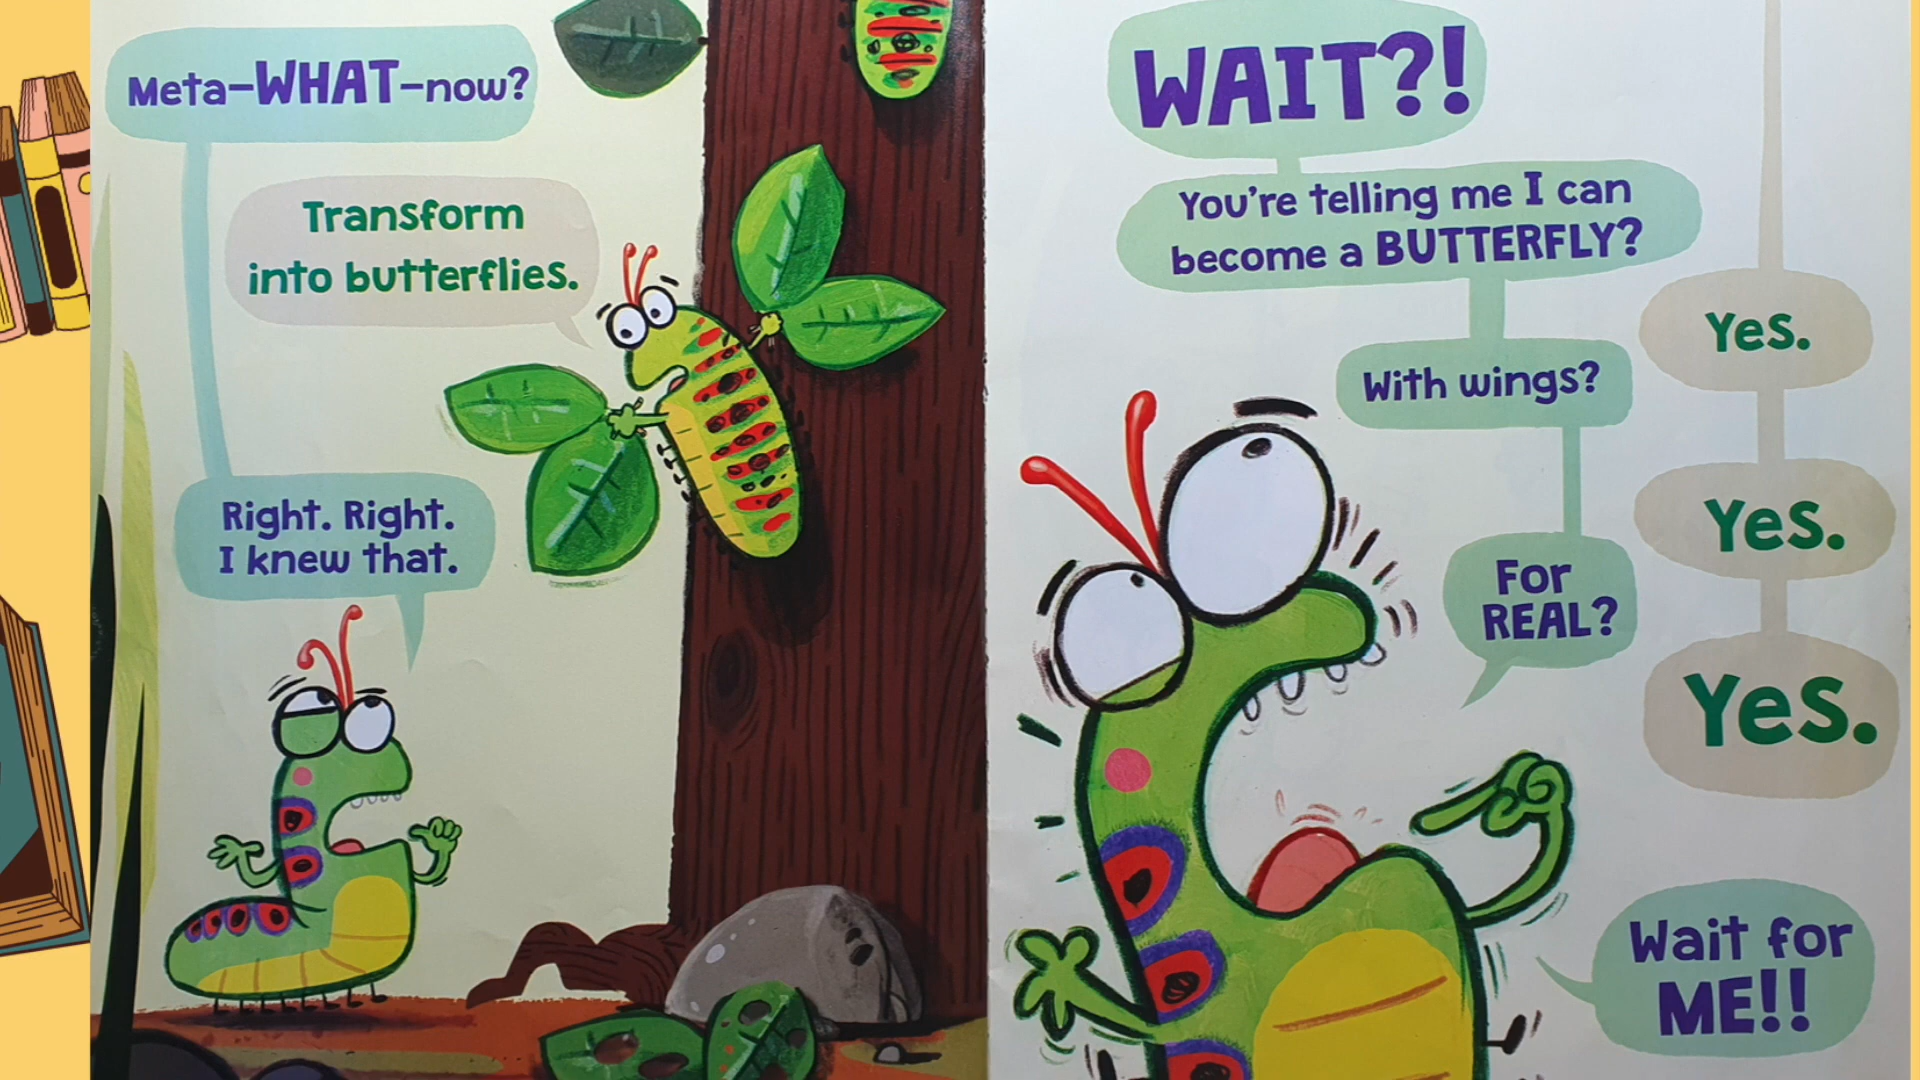 Meta-WHAT-now?
Transform
into butterflies.
Right. Right.
I knew that.
WAIT?!
You're telling me I can
become a BUTTERFLY?
Yes.
With wings?
Yes.
For
REAL?
Yes.
Wait for
ME!!